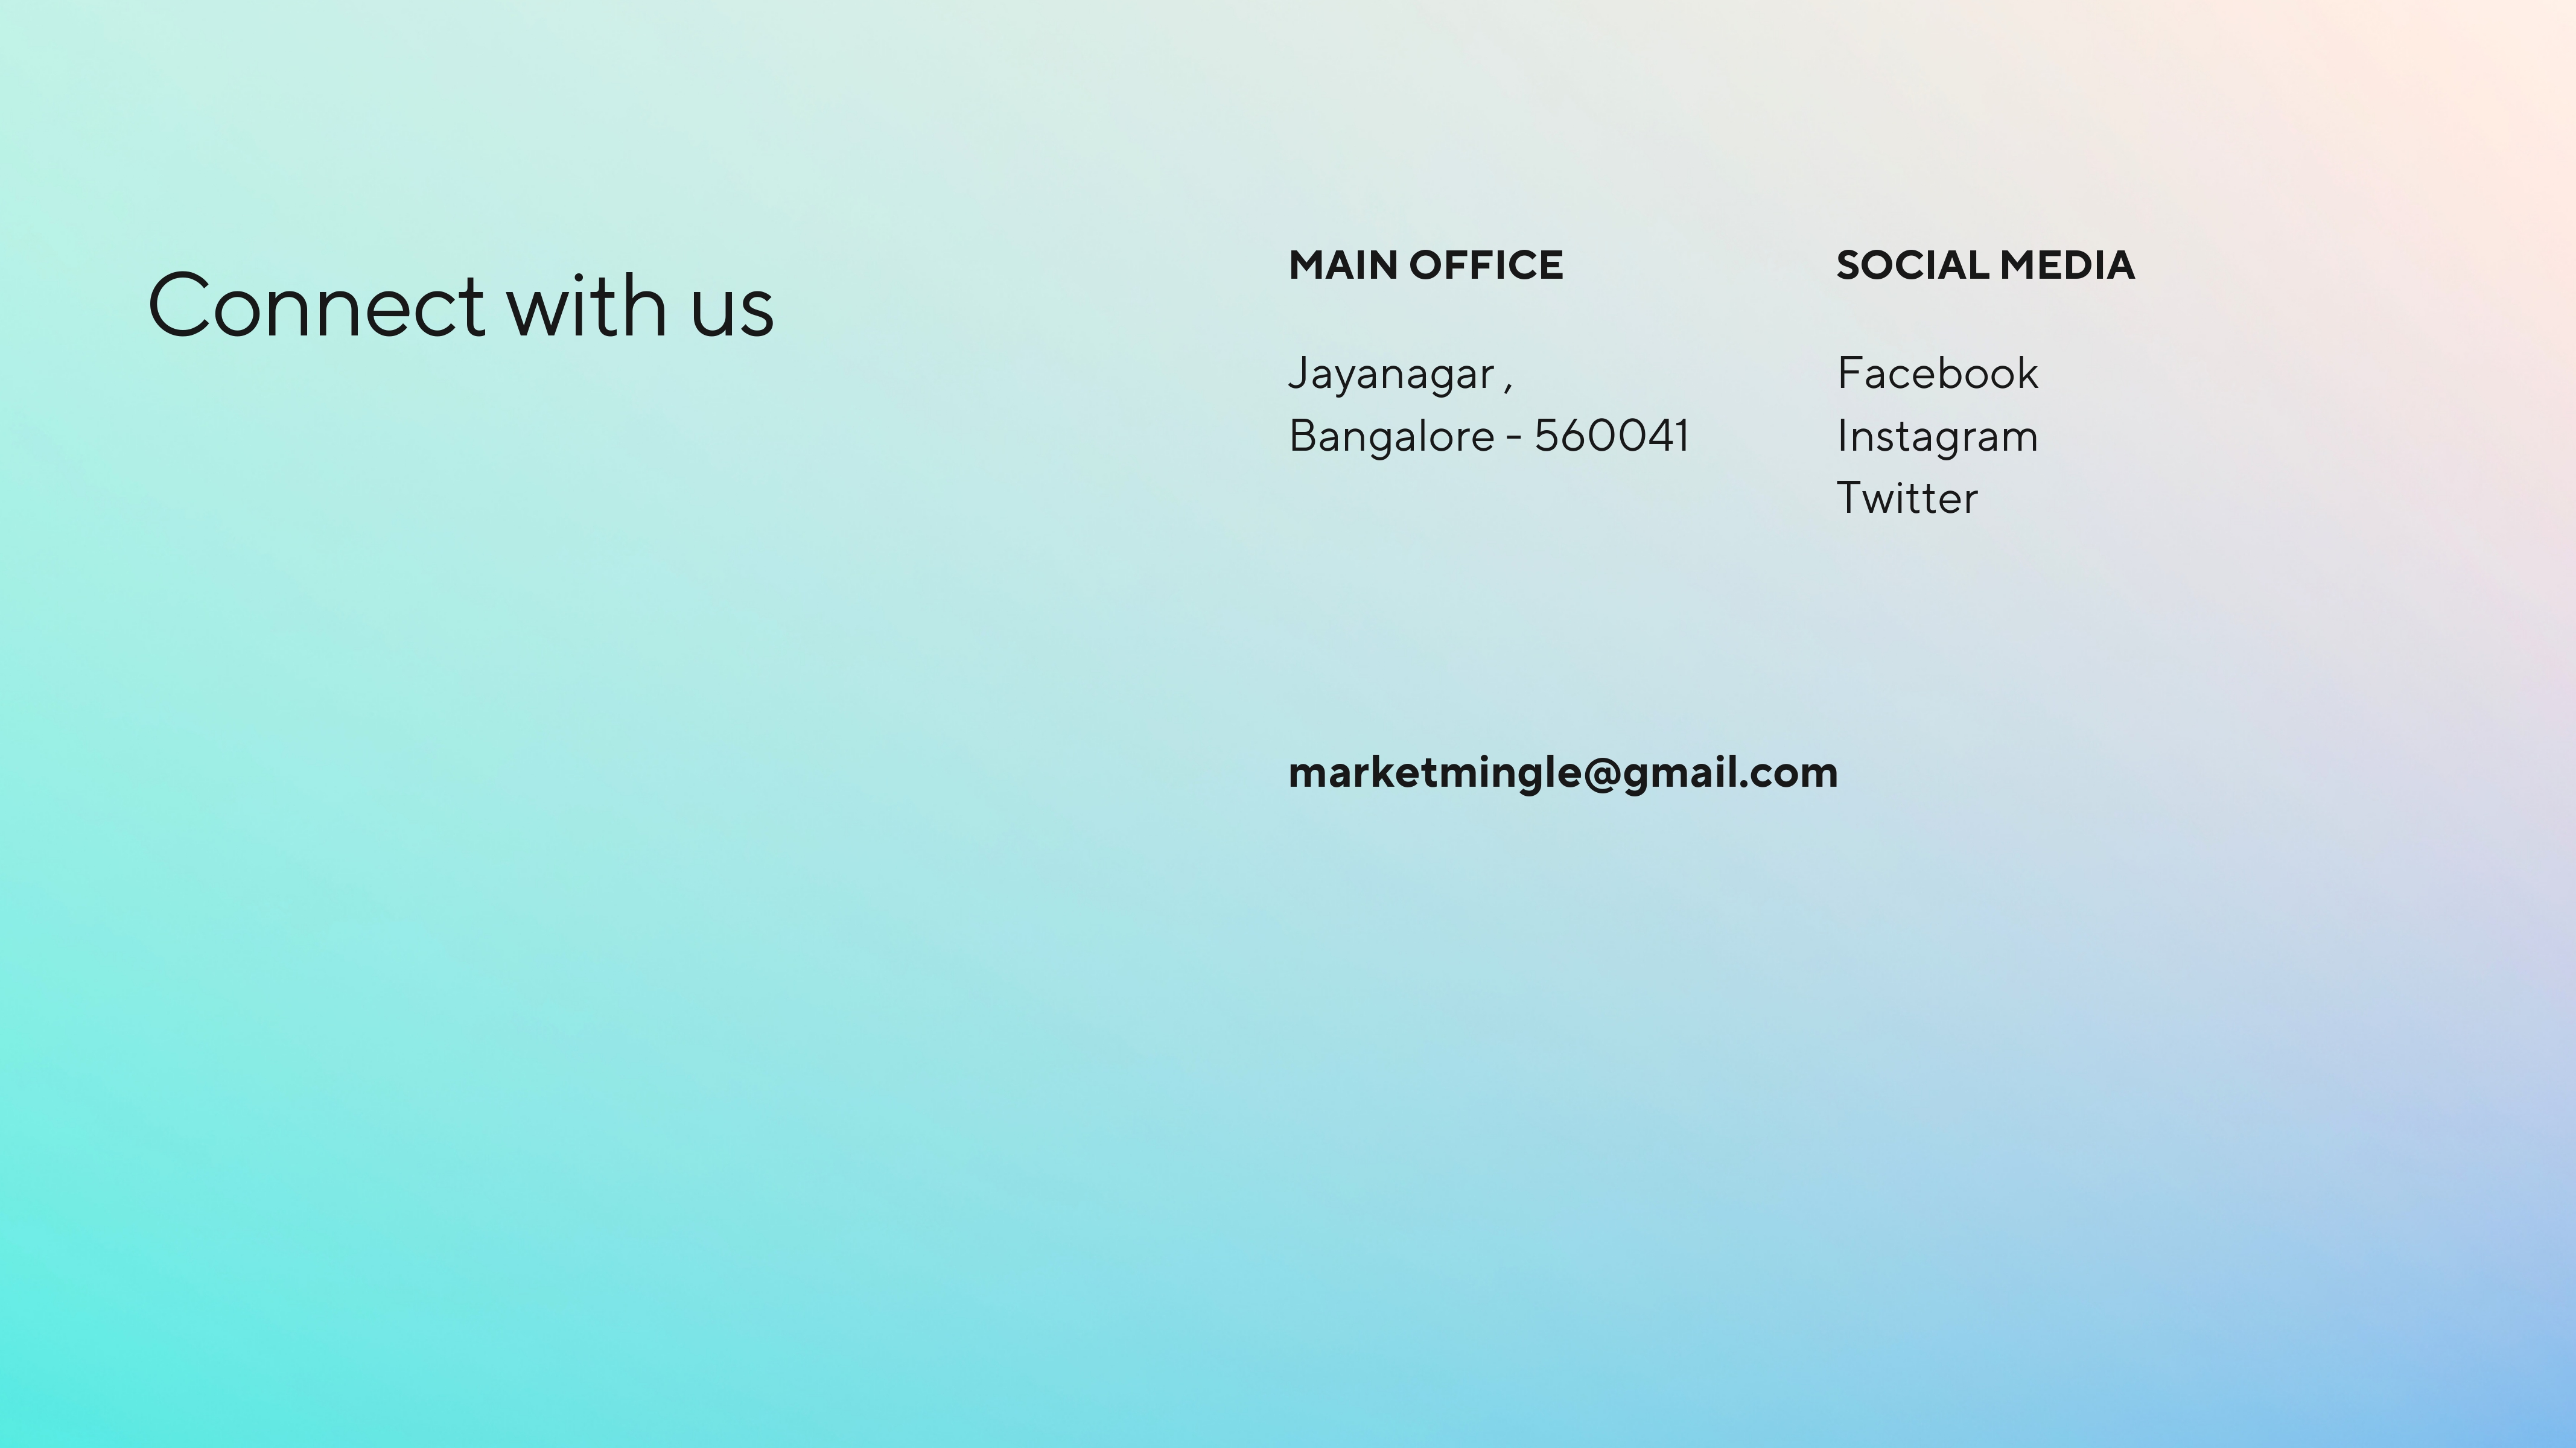 Connect with us
MAIN OFFICE
Jayanagar ,
Bangalore - 560041
SOCIAL MEDIA
Facebook
Instagram
Twitter
marketmingle@gmail.com